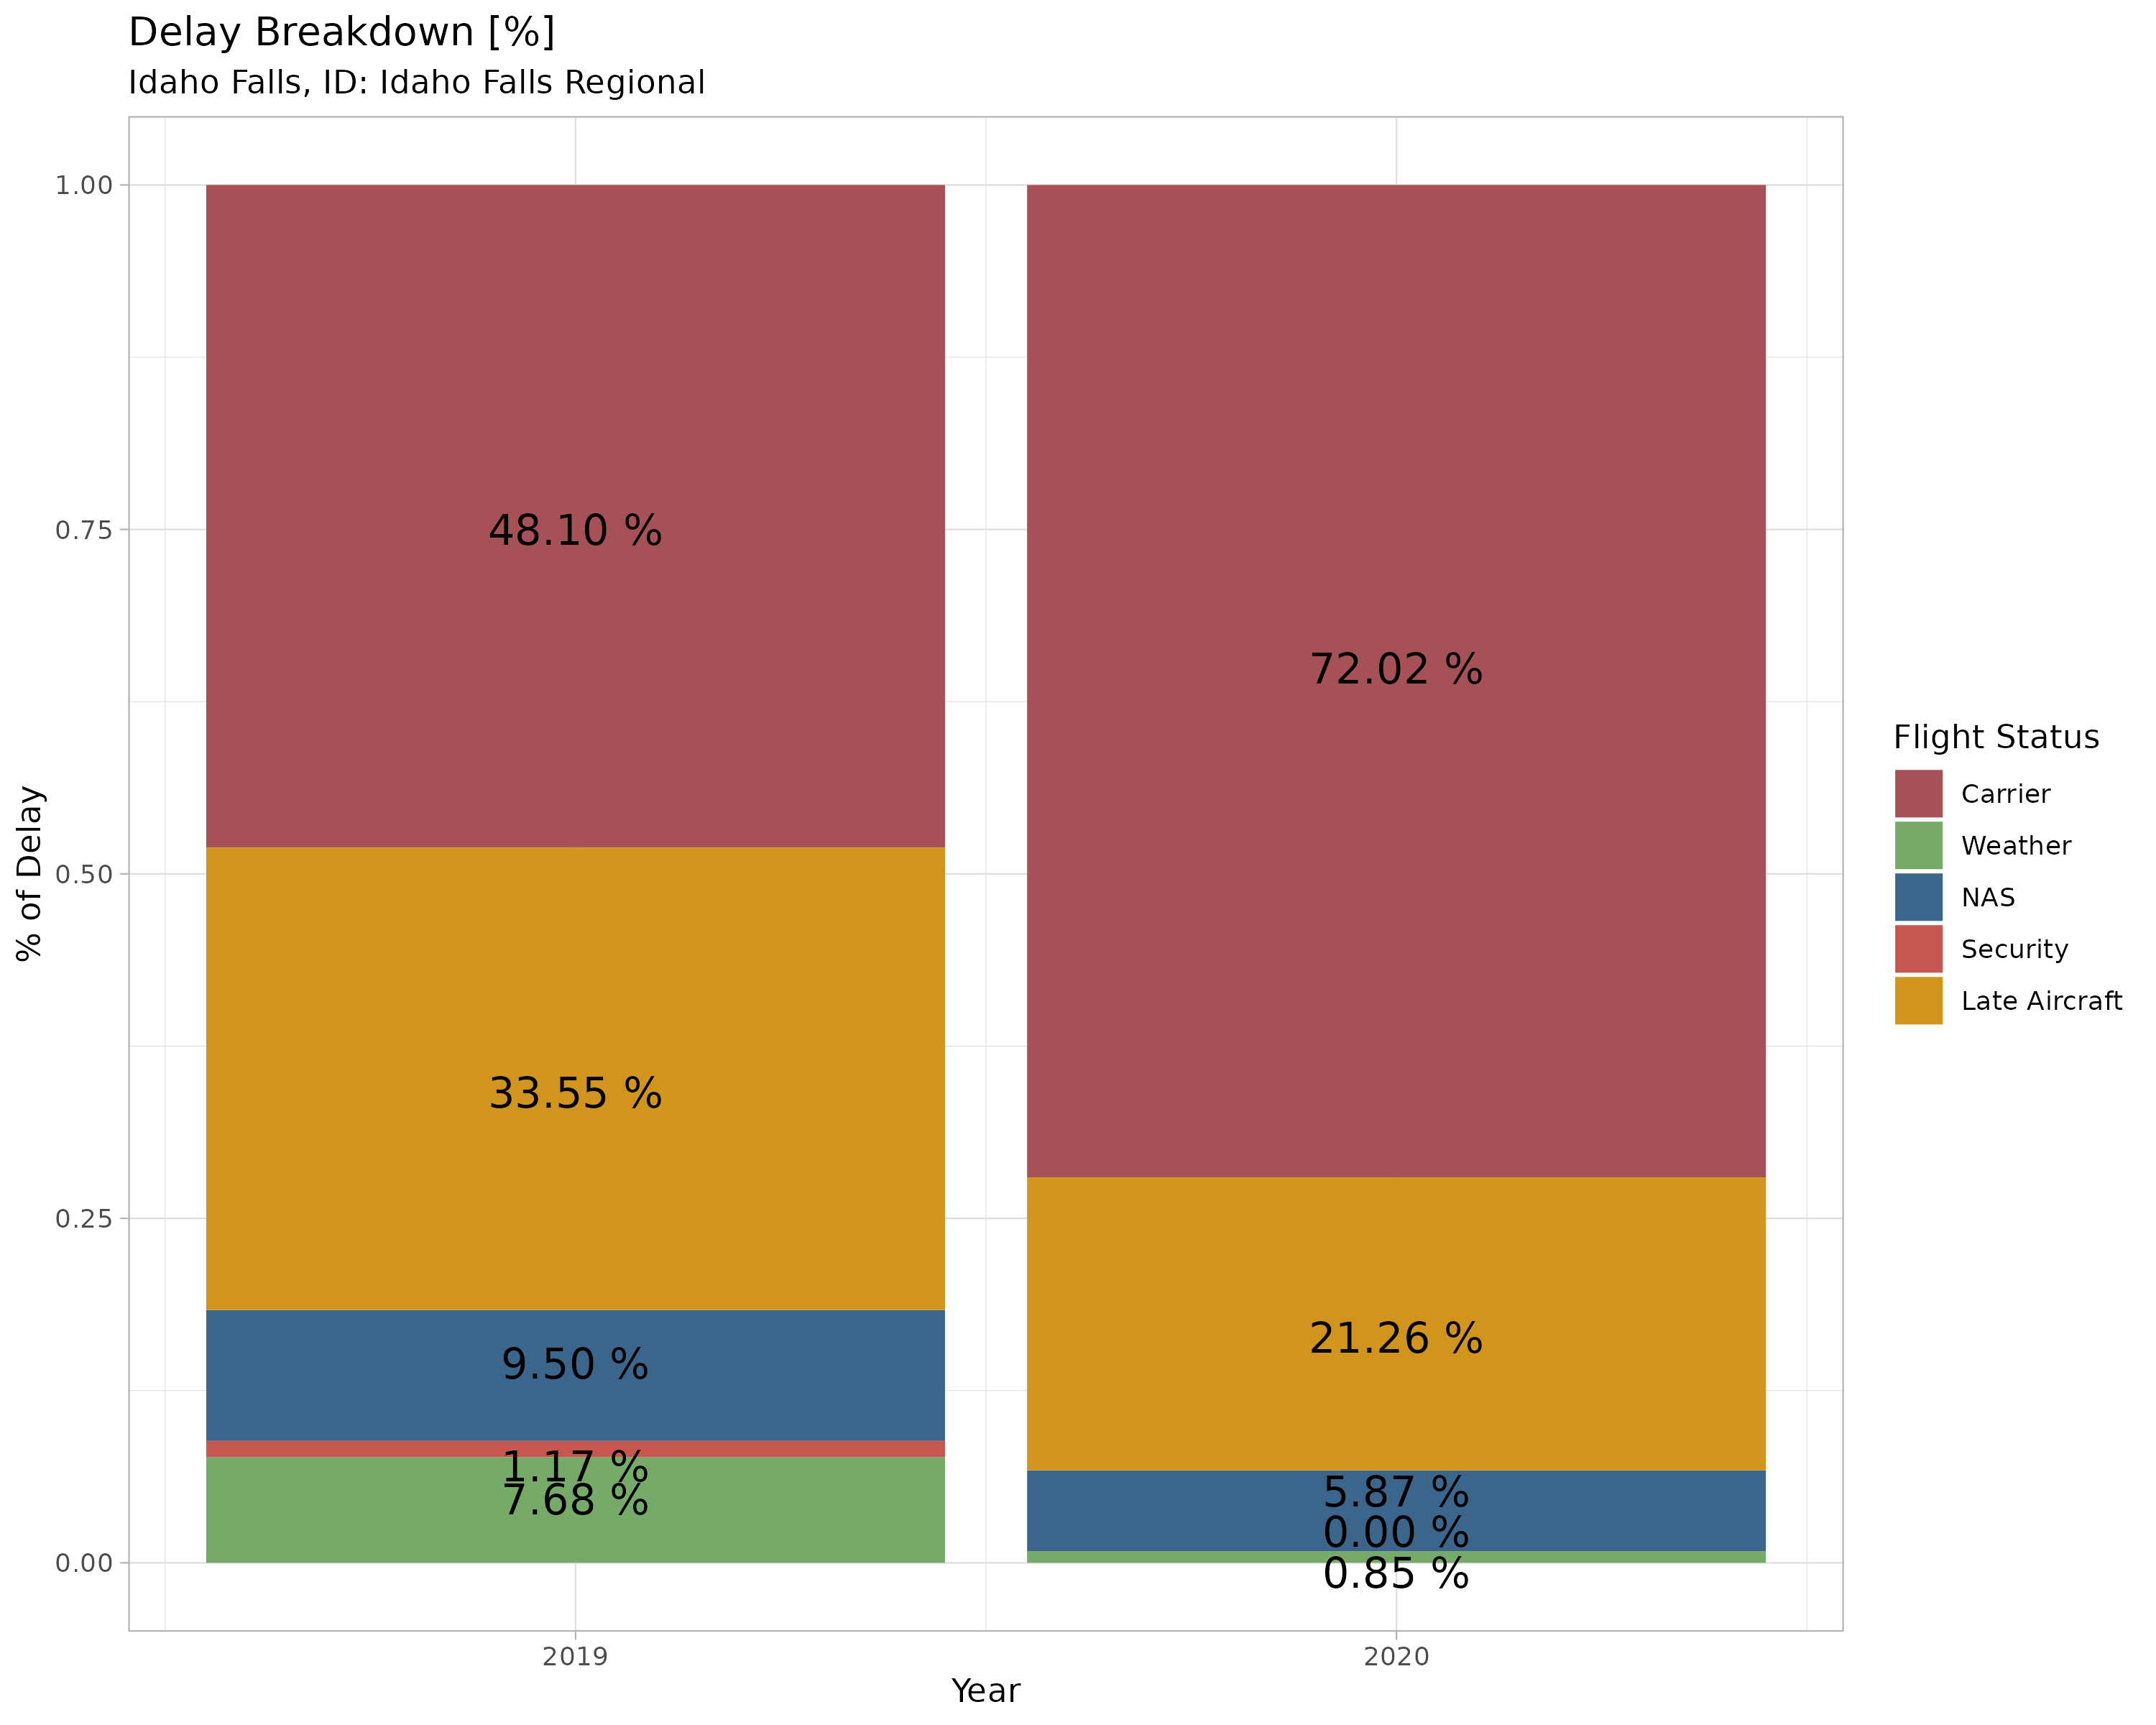 Delay Breakdown [%]
Idaho Falls, ID: Idaho Falls Regional
% of Delay
1.00
0.75
0.50
0.25
0.00
48.10 %
33.55 %
9.50 %
1.17 %
7.68 %
72.02 %
21.26 %
5.87 %
0.00 %
0.85 %
2019
2020
Year
Flight Status
Carrier
Weather
NAS
Security
Late Aircraft